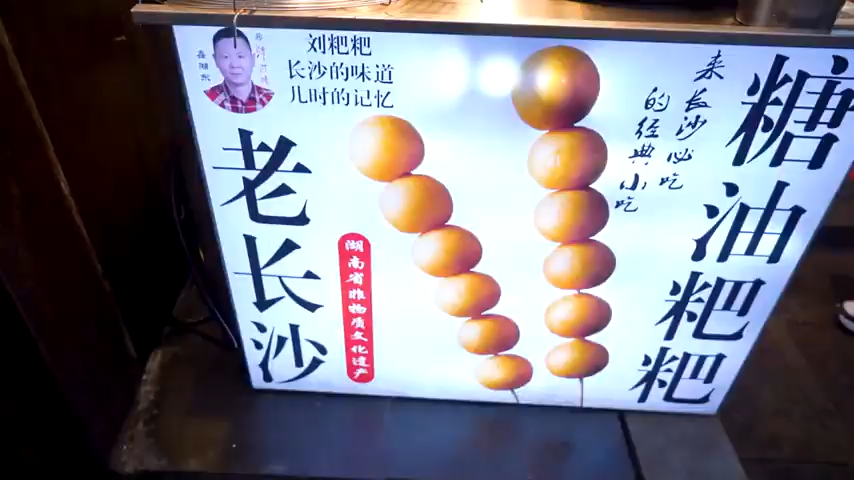 刘粑粑
长沙的味道
儿时的记忆
老长沙
湖南省非物质文化遗产
来长沙必吃
的经典小吃
糖油粑粑